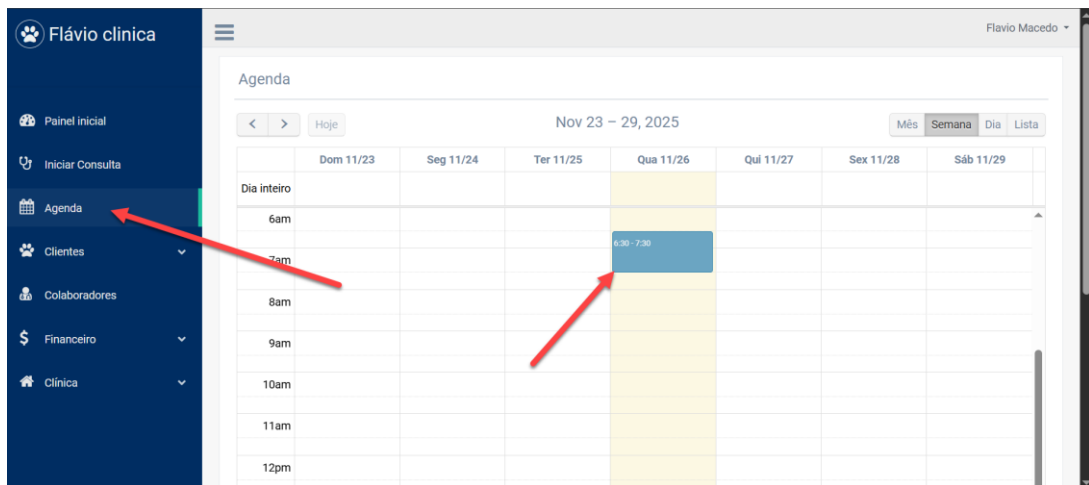 Flávio clinica
Flavio Macedo
Painel inicial
Iniciar Consulta
Agenda
Clientes
Colaboradores
Financeiro
Clínica
Agenda
Hoje
Nov 23 – 29, 2025
Mês Semana Dia Lista
Dom 11/23 Seg 11/24 Ter 11/25 Qua 11/26 Qui 11/27 Sex 11/28 Sáb 11/29
Dia inteiro
6am
6:30 - 7:30
7am
8am
9am
10am
11am
12pm